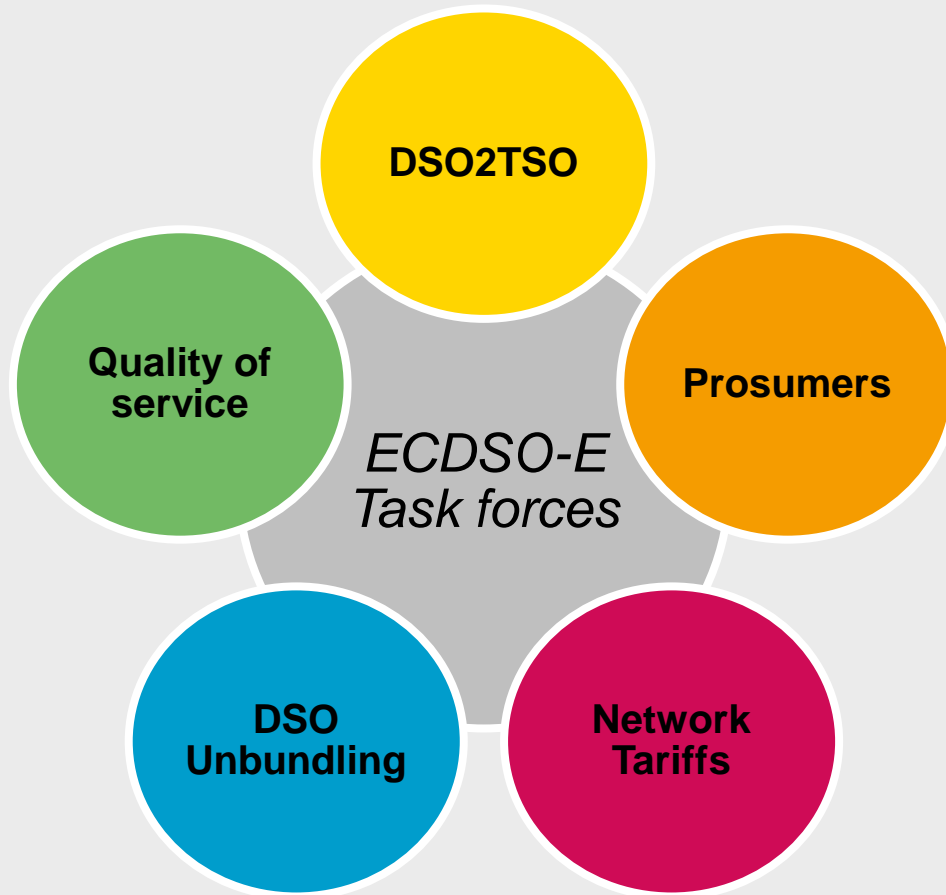 DSO2TSO
Quality of
service
Prosumers
ECDSO-E
Task forces
DSO
Unbundling
Network
Tariffs